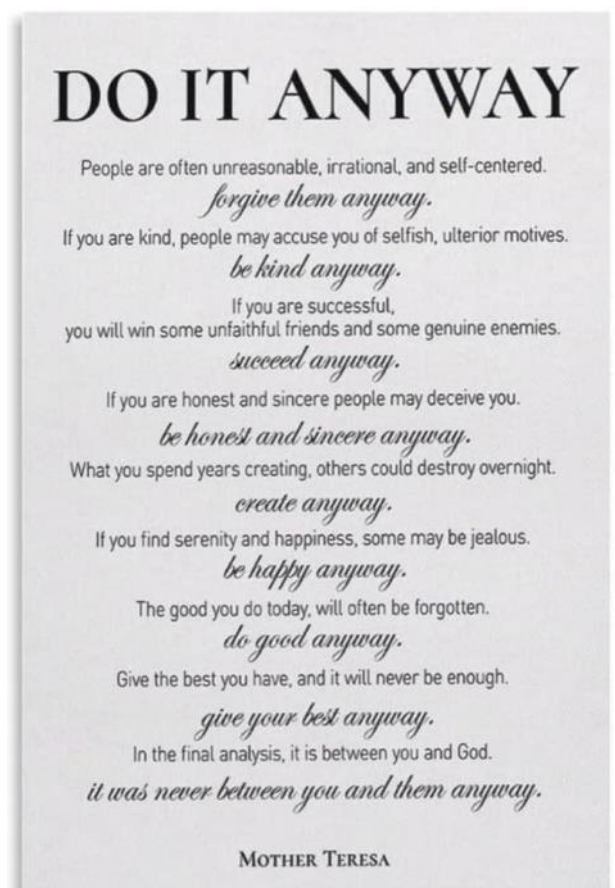 DO IT ANYWAY
People are often unreasonable, irrational, and self-centered.
forgive them anyway.
If you are kind, people may accuse you of selfish, ulterior motives.
be kind anyway.
If you are successful,
you will win some unfaithful friends and some genuine enemies.
succeed anyway.
If you are honest and sincere people may deceive you.
be honest and sincere anyway.
What you spend years creating, others could destroy overnight.
create anyway.
If you find serenity and happiness, some may be jealous.
be happy anyway.
The good you do today, will often be forgotten.
do good anyway.
Give the best you have, and it will never be enough.
give your best anyway.
In the final analysis, it is between you and God.
it was never between you and them anyway.
MOTHER TERESA